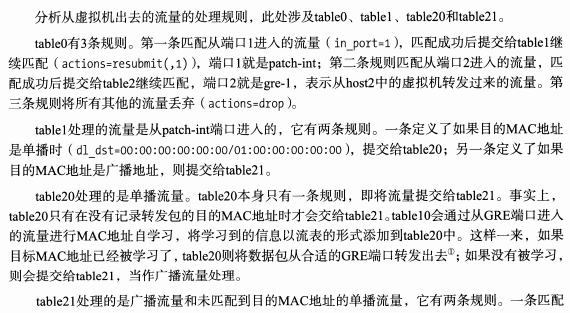 分析从虚拟机出去的流量的处理规则，此处涉及table0、table1、table20和table21。
table0有3条规则。第一条匹配从端口1进入的流量（in_port=1），匹配成功后提交给table1继
续匹配（actions=resubmit(,1)），端口1就是patch-int；第二条规则匹配从端口2进入的流量，匹
配成功后提交给table2继续匹配，端口2就是gre-1，表示从host2中的虚拟机转发过来的流量。第
三条规则将所有其他的流量丢弃（actions=drop）。
table1处理的流量是从patch-int端口进入的，它有两条规则。一条定义了如果目的MAC地址
是单播时（dl_dst=00:00:00:00:00:00/01:00:00:00:00:00），提交给table20；另一条定义了如果
目的MAC地址是广播地址，则提交给table21。
table20处理的是单播流量。table20本身只有一条规则，即将流量提交给table21。事实上，
table20只有在没有记录转发包的目的MAC地址时才会交给table21。table10会通过从GRE端口进入
的流量进行MAC地址自学习，将学习到的信息以流表的形式添加到table20中。这样一来，如果
目标MAC地址已经被学习了，table20则将数据包从合适的GRE端口转发出去①；如果没有被学习，
则会提交给table21，当作广播流量处理。
table21处理的是广播流量和未匹配到目的MAC地址的单播流量，它有两条规则。一条匹配